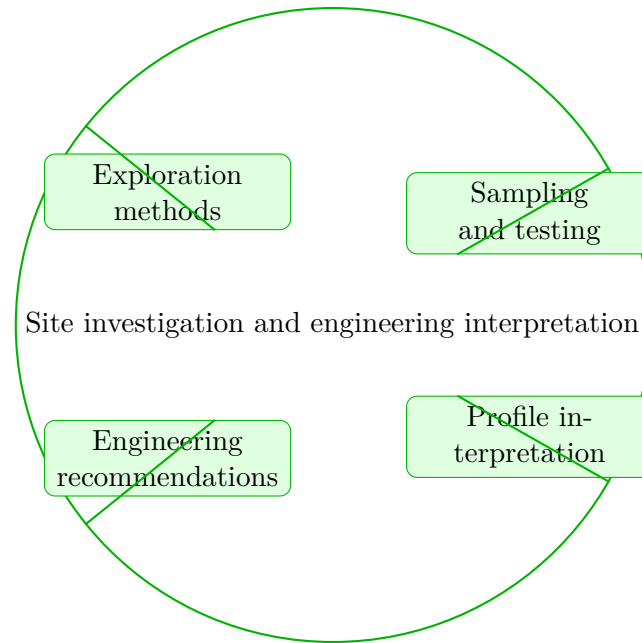 Exploration
methods
Sampling
and testing
Site investigation and engineering interpretation
Engineering
recommendations
Profile in-
terpretation